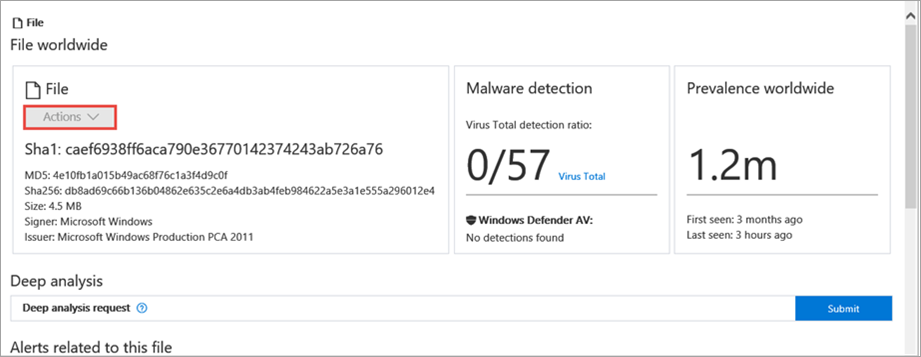 File
File worldwide
File
Actions
Sha1: caef6938ff6aca790e36770142374243ab726a76
MD5: 4e10fb1a015b49ac68f76c1a3f4d9c0f
Sha256: db8ad69c66b136b04862e635c2e6a4db3ab4feb984622a5e3a1e555a296012e4
Size: 4.5 MB
Signer: Microsoft Windows
Issuer: Microsoft Windows Production PCA 2011
Malware detection
Virus Total detection ratio:
0/57 Virus Total
Windows Defender AV:
No detections found
Prevalence worldwide
1.2m
First seen: 3 months ago
Last seen: 3 hours ago
Deep analysis
Deep analysis request ? Submit
Alerts related to this file